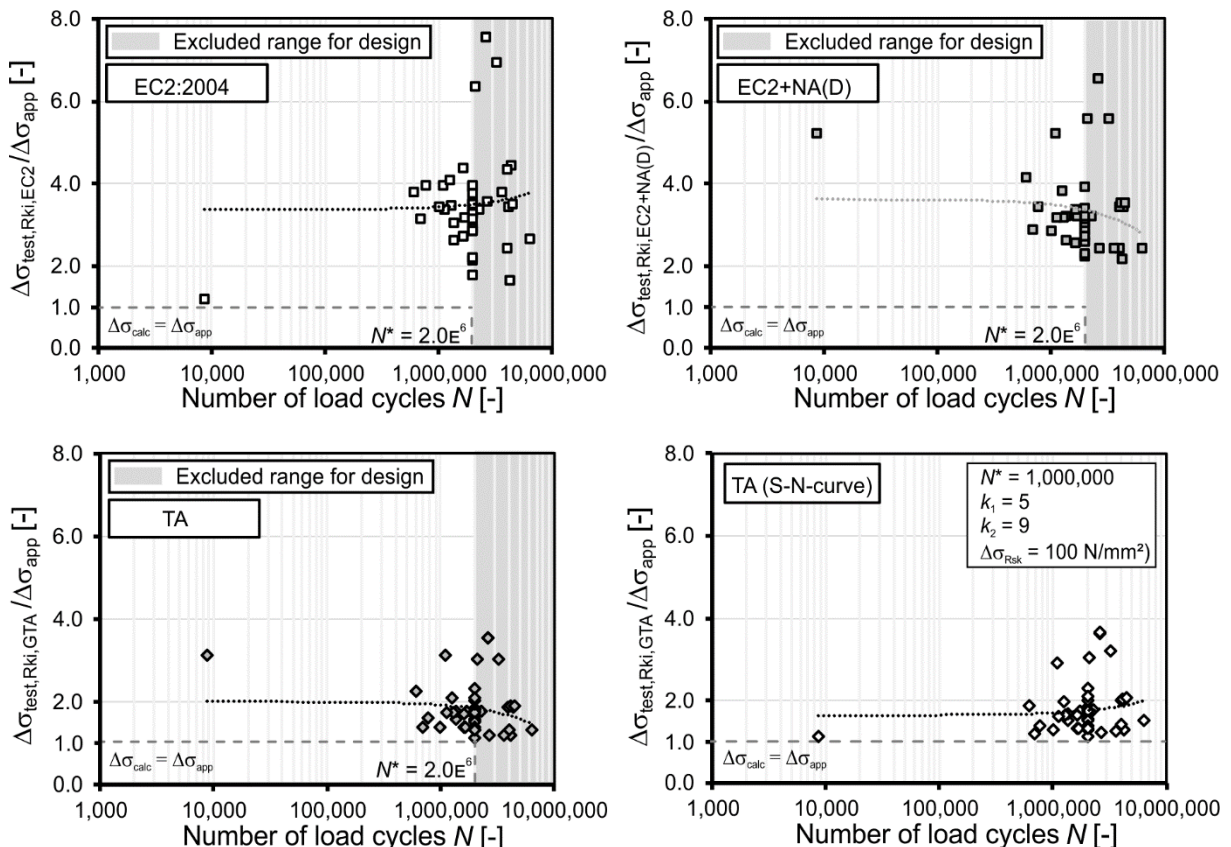 8.0
Excluded range for design
EC2:2004
6.0
4.0
2.0
1.0
0.0
Δσtest,Rki,EC2/Δσapp [-]
Δσcalc = Δσapp
N* = 2.0E⁶
1,000 10,000 100,000 1,000,000 10,000,000
Number of load cycles N [-]
8.0
Excluded range for design
EC2+NA(D)
6.0
4.0
2.0
1.0
0.0
Δσtest,Rki,EC2+NA(D)/Δσapp [-]
Δσcalc = Δσapp
N* = 2.0E⁶
1,000 10,000 100,000 1,000,000 10,000,000
Number of load cycles N [-]
8.0
Excluded range for design
TA
6.0
4.0
2.0
1.0
0.0
Δσtest,Rki,GTA/Δσapp [-]
Δσcalc = Δσapp
N* = 2.0E⁶
1,000 10,000 100,000 1,000,000 10,000,000
Number of load cycles N [-]
8.0
TA (S-N-curve)
N* = 1,000,000
k₁ = 5
k₂ = 9
ΔσRsk = 100 N/mm²)
6.0
4.0
2.0
1.0
0.0
Δσtest,Rki,GTA/Δσapp [-]
Δσcalc = Δσapp
1,000 10,000 100,000 1,000,000 10,000,000
Number of load cycles N [-]